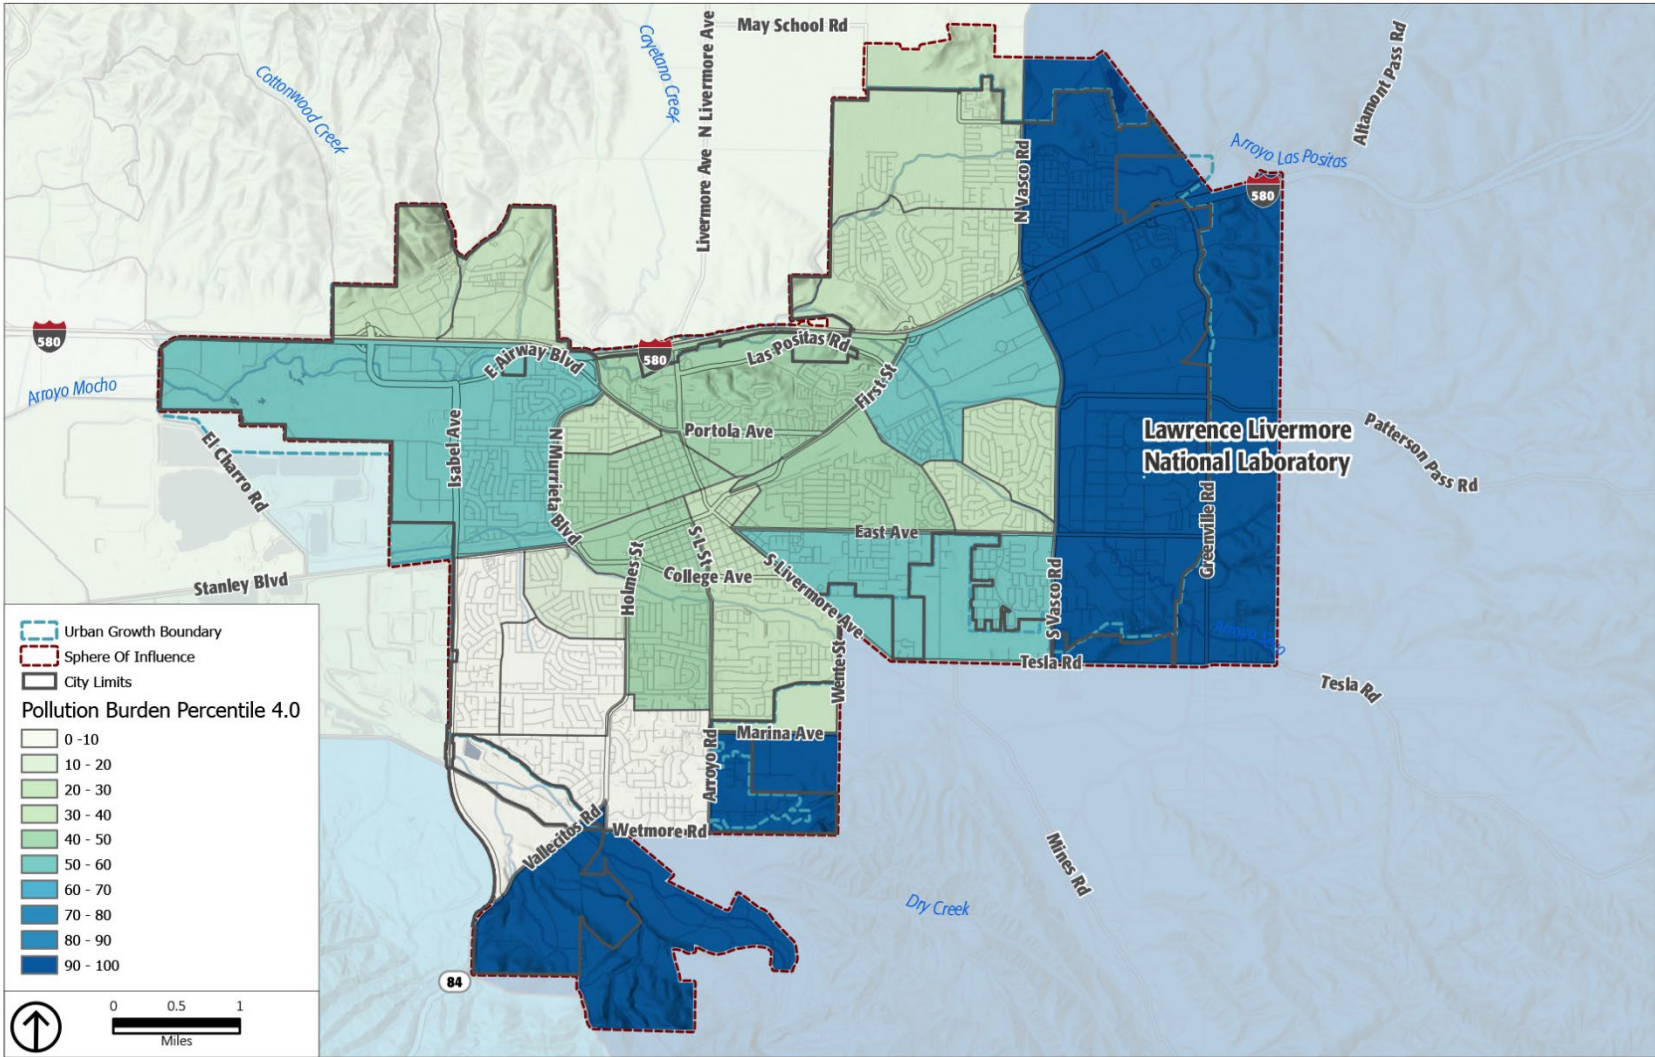 May School Rd
Cottonwood Creek
Cayetano Creek
Livermore Ave N Livermore Ave
Altamont Pass Rd
Arroyo Las Positas
N Vasco Rd
580
580
580
E Airway Blvd
Las Positas Rd
First St
Arroyo Mocho
El Charro Rd
Isabel Ave
N Murrieta Blvd
Portola Ave
Lawrence Livermore
National Laboratory
Patterson Pass Rd
Greenville Rd
East Ave
Stanley Blvd
Holmes St
S L St
College Ave
S Livermore Ave
S Vasco Rd
Wente St
Tesla Rd
Tesla Rd
Marina Ave
Arroyo Rd
Wetmore Rd
Vallecitos Rd
Mines Rd
Dry Creek
84
Urban Growth Boundary
Sphere Of Influence
City Limits
Pollution Burden Percentile 4.0
0 -10
10 - 20
20 - 30
30 - 40
40 - 50
50 - 60
60 - 70
70 - 80
80 - 90
90 - 100
0 0.5 1
Miles